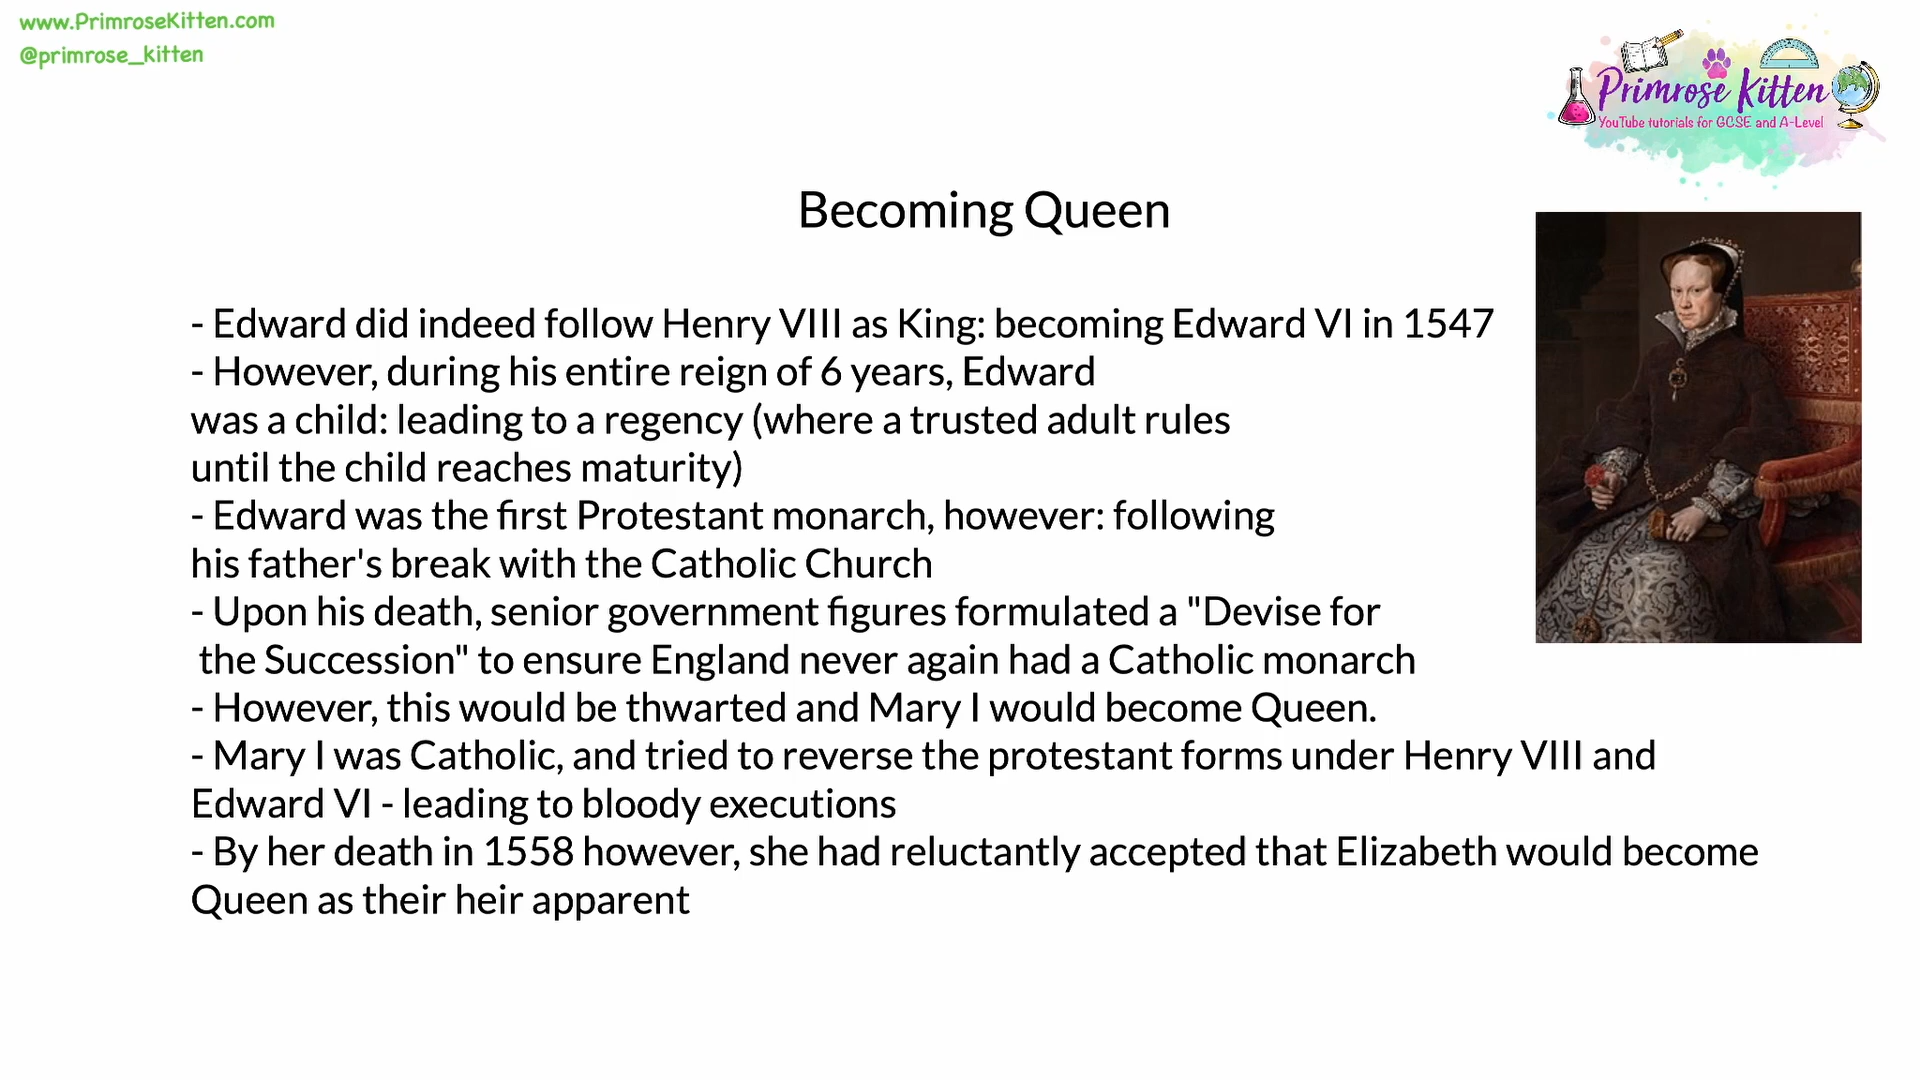 www.PrimroseKitten.com
@primrose_kitten
Primrose Kitten
YouTube tutorials for GCSE and A-Level
Becoming Queen
- Edward did indeed follow Henry VIII as King: becoming Edward VI in 1547
- However, during his entire reign of 6 years, Edward
was a child: leading to a regency (where a trusted adult rules
until the child reaches maturity)
- Edward was the first Protestant monarch, however: following
his father's break with the Catholic Church
- Upon his death, senior government figures formulated a "Devise for
the Succession" to ensure England never again had a Catholic monarch
- However, this would be thwarted and Mary I would become Queen.
- Mary I was Catholic, and tried to reverse the protestant forms under Henry VIII and
Edward VI - leading to bloody executions
- By her death in 1558 however, she had reluctantly accepted that Elizabeth would become
Queen as their heir apparent